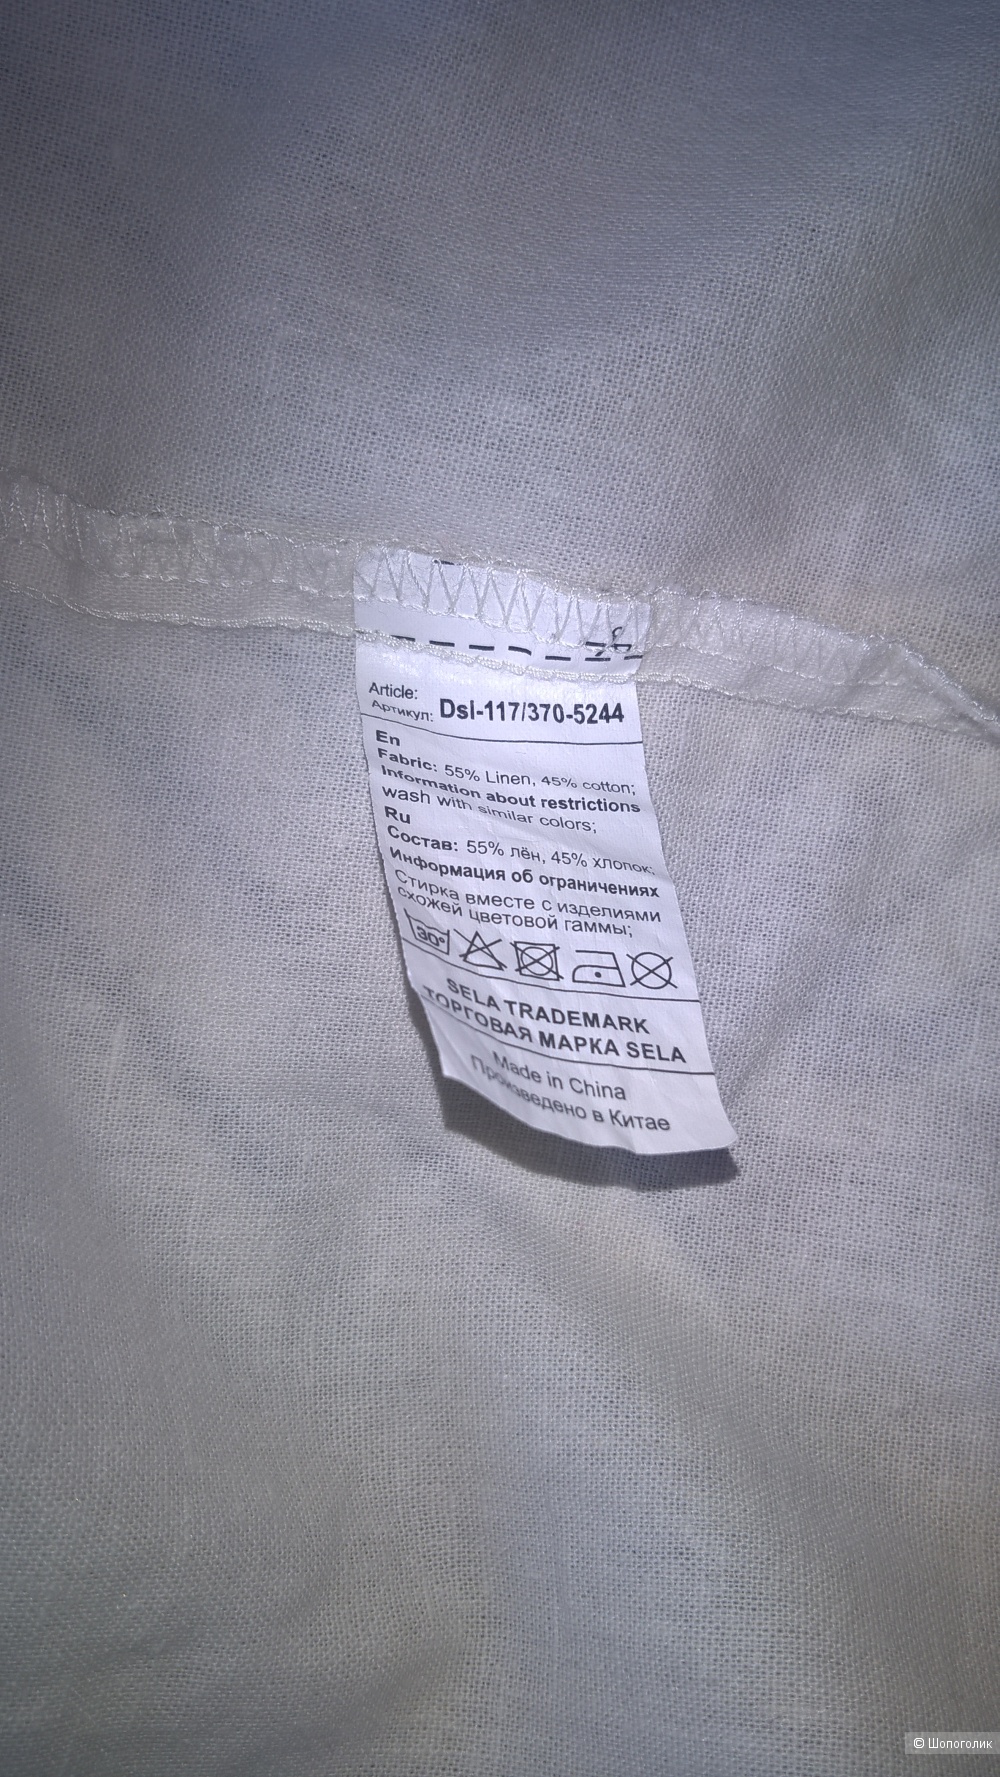 Article:
Артикул: Dsl-117/370-5244
En
Fabric: 55% Linen, 45% cotton;
Information about restrictions
wash with similar colors;
Ru
Состав: 55% лён, 45% хлопок;
Информация об ограничениях
Стирка вместе с изделиями
схожей цветовой гаммы;
30°
SELA TRADEMARK
ТОРГОВАЯ МАРКА SELA
Made in China
Произведено в Китае
© Шопоголик